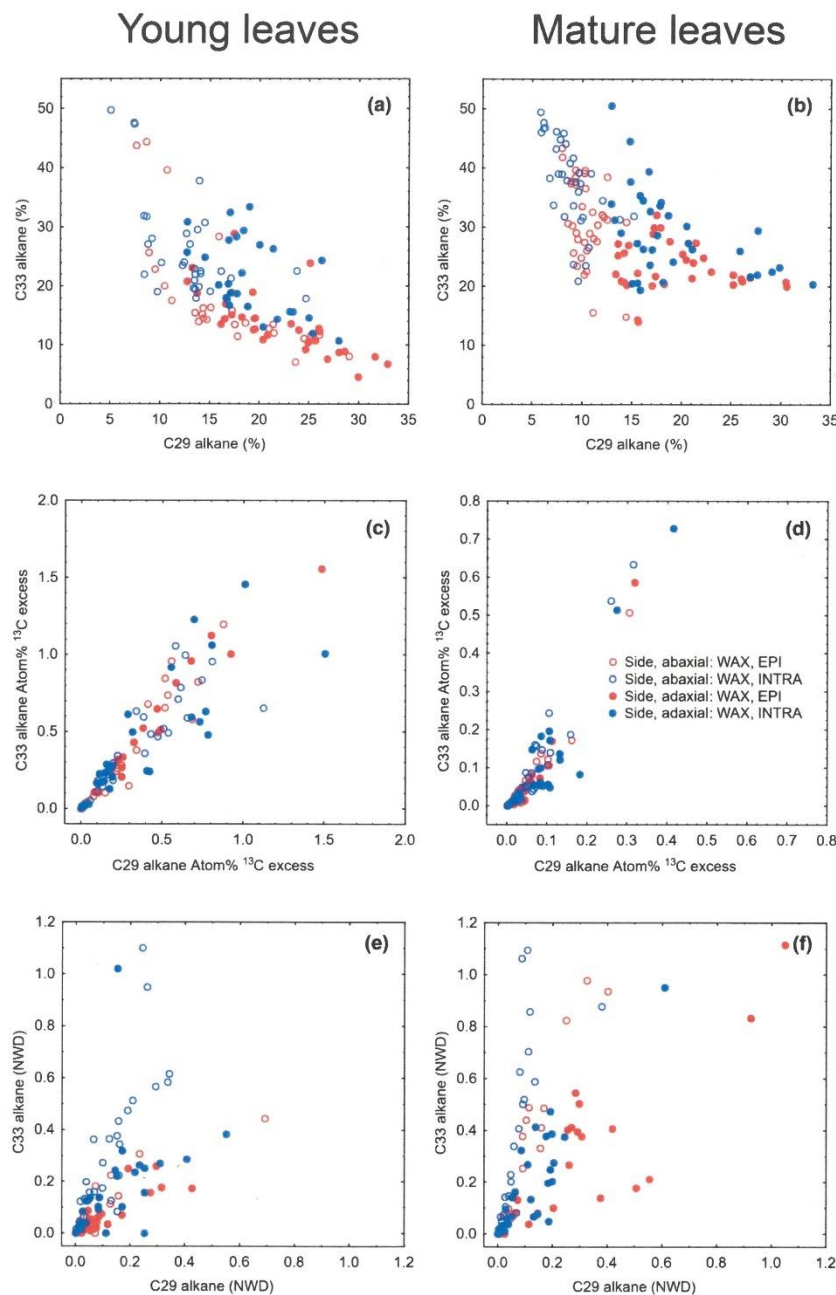 Young leaves
Mature leaves
(a)
C33 alkane (%)
50
40
30
20
10
0
0 5 10 15 20 25 30 35
C29 alkane (%)
(b)
C33 alkane (%)
50
40
30
20
10
0
0 5 10 15 20 25 30 35
C29 alkane (%)
(c)
C33 alkane Atom% ¹³C excess
2.0
1.5
1.0
0.5
0.0
0.0 0.5 1.0 1.5 2.0
C29 alkane Atom% ¹³C excess
(d)
C33 alkane Atom% ¹³C excess
0.8
0.7
0.6
0.5
0.4
0.3
0.2
0.1
0.0
Side, abaxial: WAX, EPI
Side, abaxial: WAX, INTRA
Side, adaxial: WAX, EPI
Side, adaxial: WAX, INTRA
0.0 0.1 0.2 0.3 0.4 0.5 0.6 0.7 0.8
C29 alkane Atom% ¹³C excess
(e)
C33 alkane (NWD)
1.2
1.0
0.8
0.6
0.4
0.2
0.0
0.0 0.2 0.4 0.6 0.8 1.0 1.2
C29 alkane (NWD)
(f)
C33 alkane (NWD)
1.2
1.0
0.8
0.6
0.4
0.2
0.0
0.0 0.2 0.4 0.6 0.8 1.0 1.2
C29 alkane (NWD)